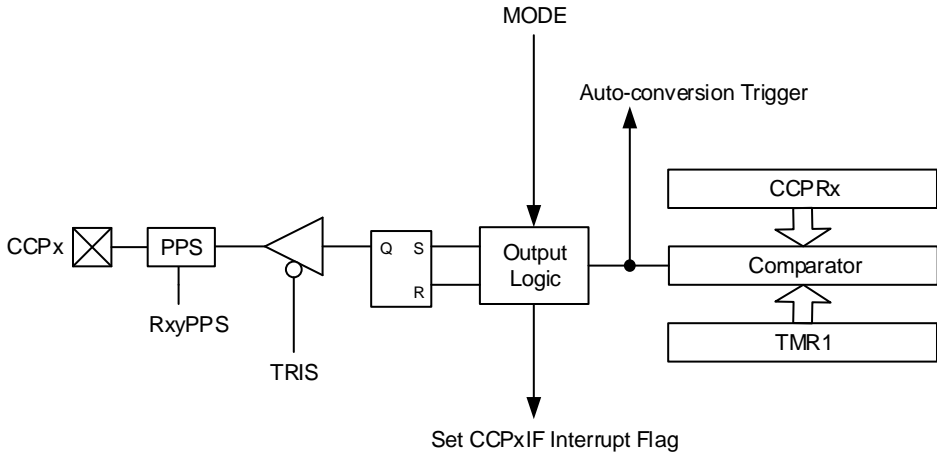 MODE
Auto-conversion Trigger
CCPRx
CCPx
PPS
Q
S
R
Output
Logic
Comparator
RxyPPS
TRIS
TMR1
Set CCPxIF Interrupt Flag